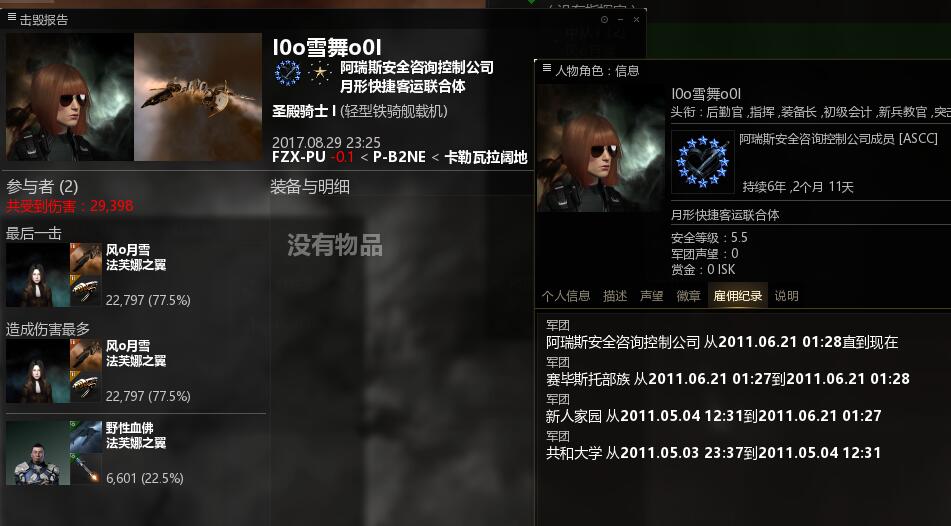 击毁报告
l0o雪舞o0l
阿瑞斯安全咨询控制公司
月形快捷客运联合体
圣殿骑士 I (轻型铁骑舰载机)
2017.08.29 23:25
FZX-PU -0.1 < P-B2NE < 卡勒瓦拉阔地
参与者 (2)
共受到伤害：29,398
最后一击
风o月雪
法芙娜之翼
22,797 (77.5%)
造成伤害最多
风o月雪
法芙娜之翼
22,797 (77.5%)
野性血佛
法芙娜之翼
6,601 (22.5%)
装备与明细
没有物品
人物角色：信息
l0o雪舞o0l
头衔：后勤官 ,指挥 ,装备长 ,初级会计 ,新兵教官 ,突
阿瑞斯安全咨询控制公司成员 [ASCC]
持续6年 ,2个月 11天
月形快捷客运联合体
安全等级：5.5
军团声望：0
赏金：0 ISK
个人信息 描述 声望 徽章 雇佣纪录 说明
军团
阿瑞斯安全咨询控制公司 从2011.06.21 01:28直到现在
军团
赛毕斯托部族 从2011.06.21 01:27到2011.06.21 01:28
军团
新人家园 从2011.05.04 12:31到2011.06.21 01:27
军团
共和大学 从2011.05.03 23:37到2011.05.04 12:31